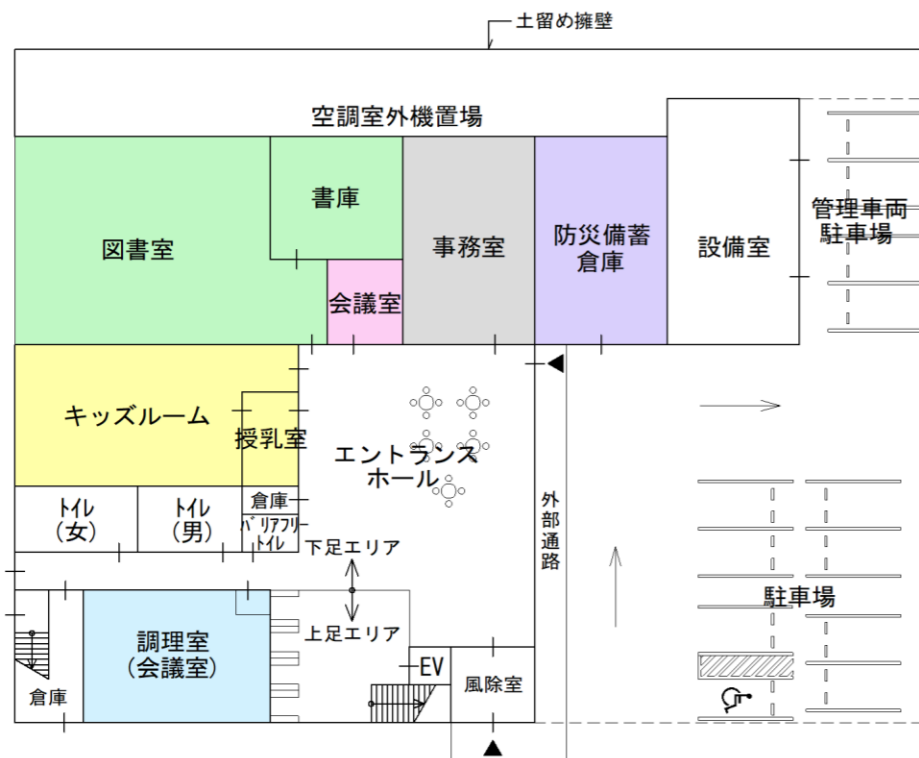 土留め擁壁
空調室外機置場
図書室
書庫
会議室
事務室
防災備蓄
倉庫
設備室
管理車両
駐車場
キッズルーム
授乳室
エントランス
ホール
トイレ
(女)
トイレ
(男)
倉庫
バリアフリー
トイレ
下足エリア
上足エリア
外部通路
駐車場
調理室
(会議室)
倉庫
EV
風除室